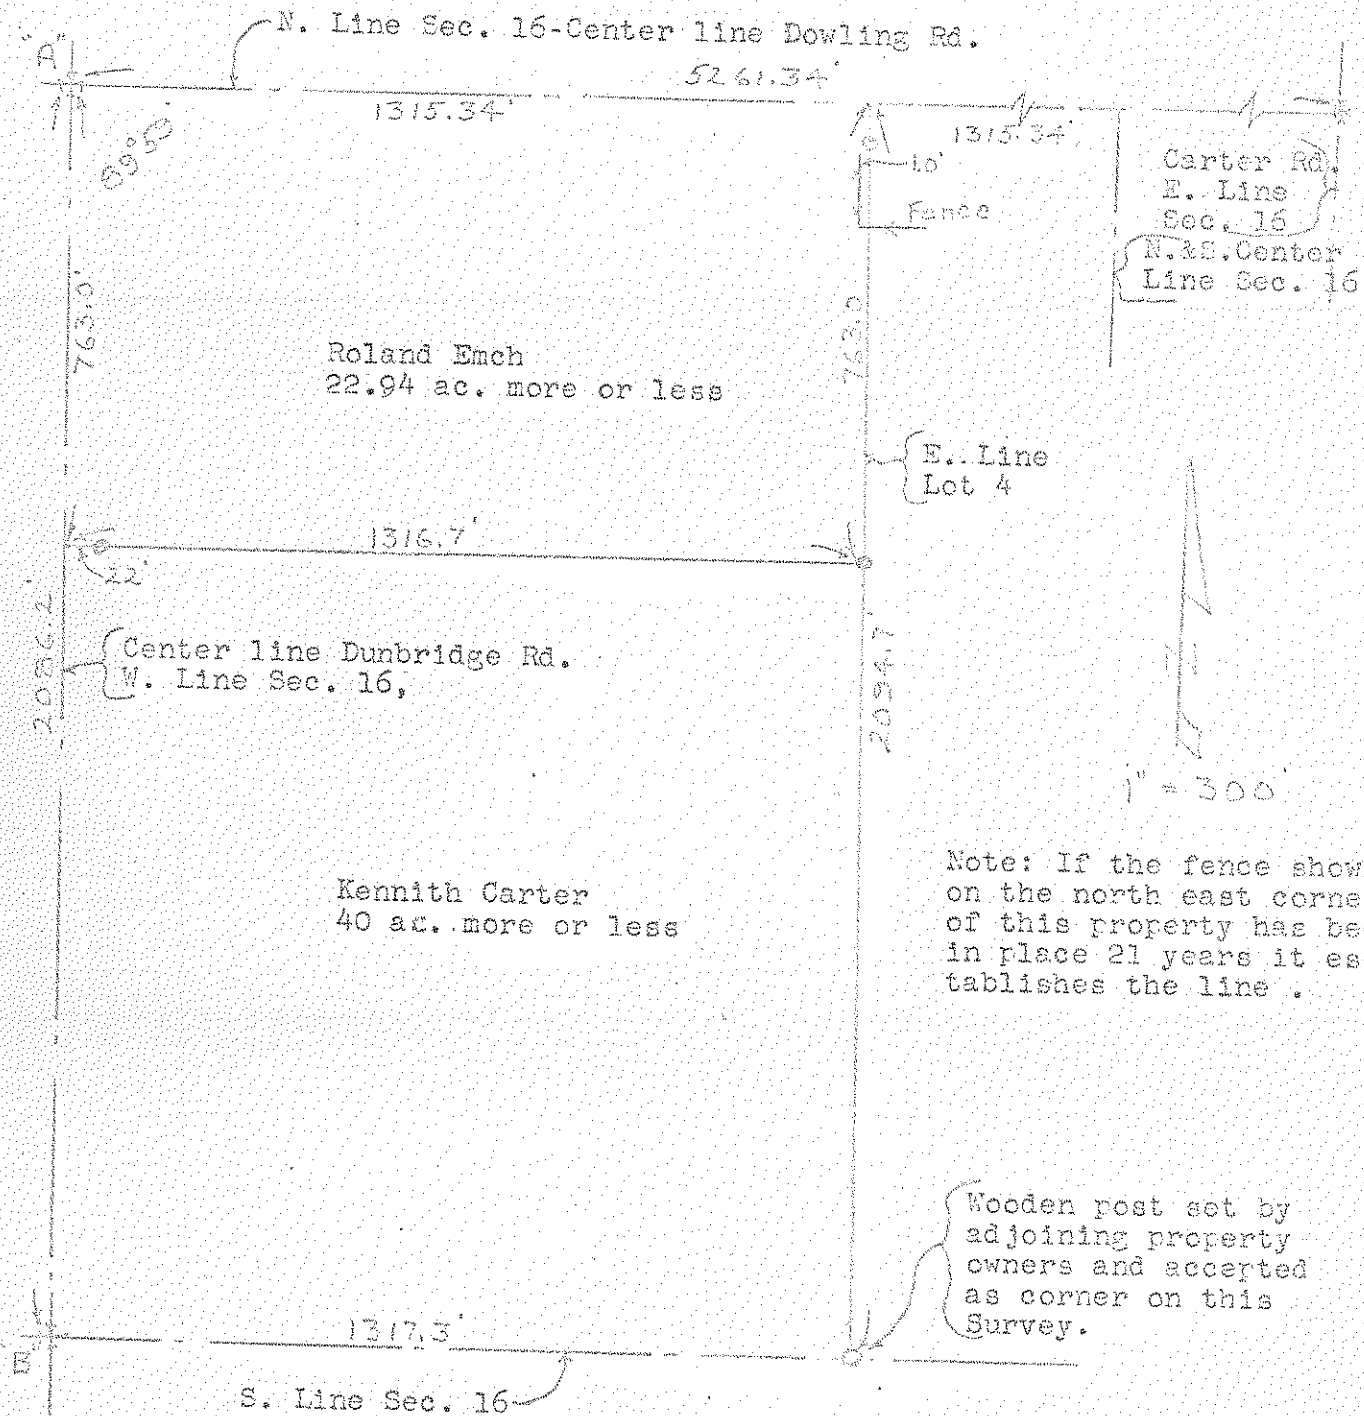 "A"
N. Line Sec. 16-Center line Dowling Rd.
5261.34'
1315.34'
1315.34'
89°50'
10'
Fence
Carter Rd.
E. Line
Sec. 16
N.&S.Center
Line Sec. 16
763.0'
763.0
Roland Emch
22.94 ac. more or less
E. Line
Lot 4
1316.7'
22'
2086.2'
Center line Dunbridge Rd.
W. Line Sec. 16,
2094.7'
N
1" = 300'
Kennith Carter
40 ac. more or less
Note: If the fence show
on the north east corne
of this property has be
in place 21 years it es
tablishes the line .
Wooden post set by
adjoining property
owners and accerted
as corner on this
Survey.
1317.3'
B
S. Line Sec. 16